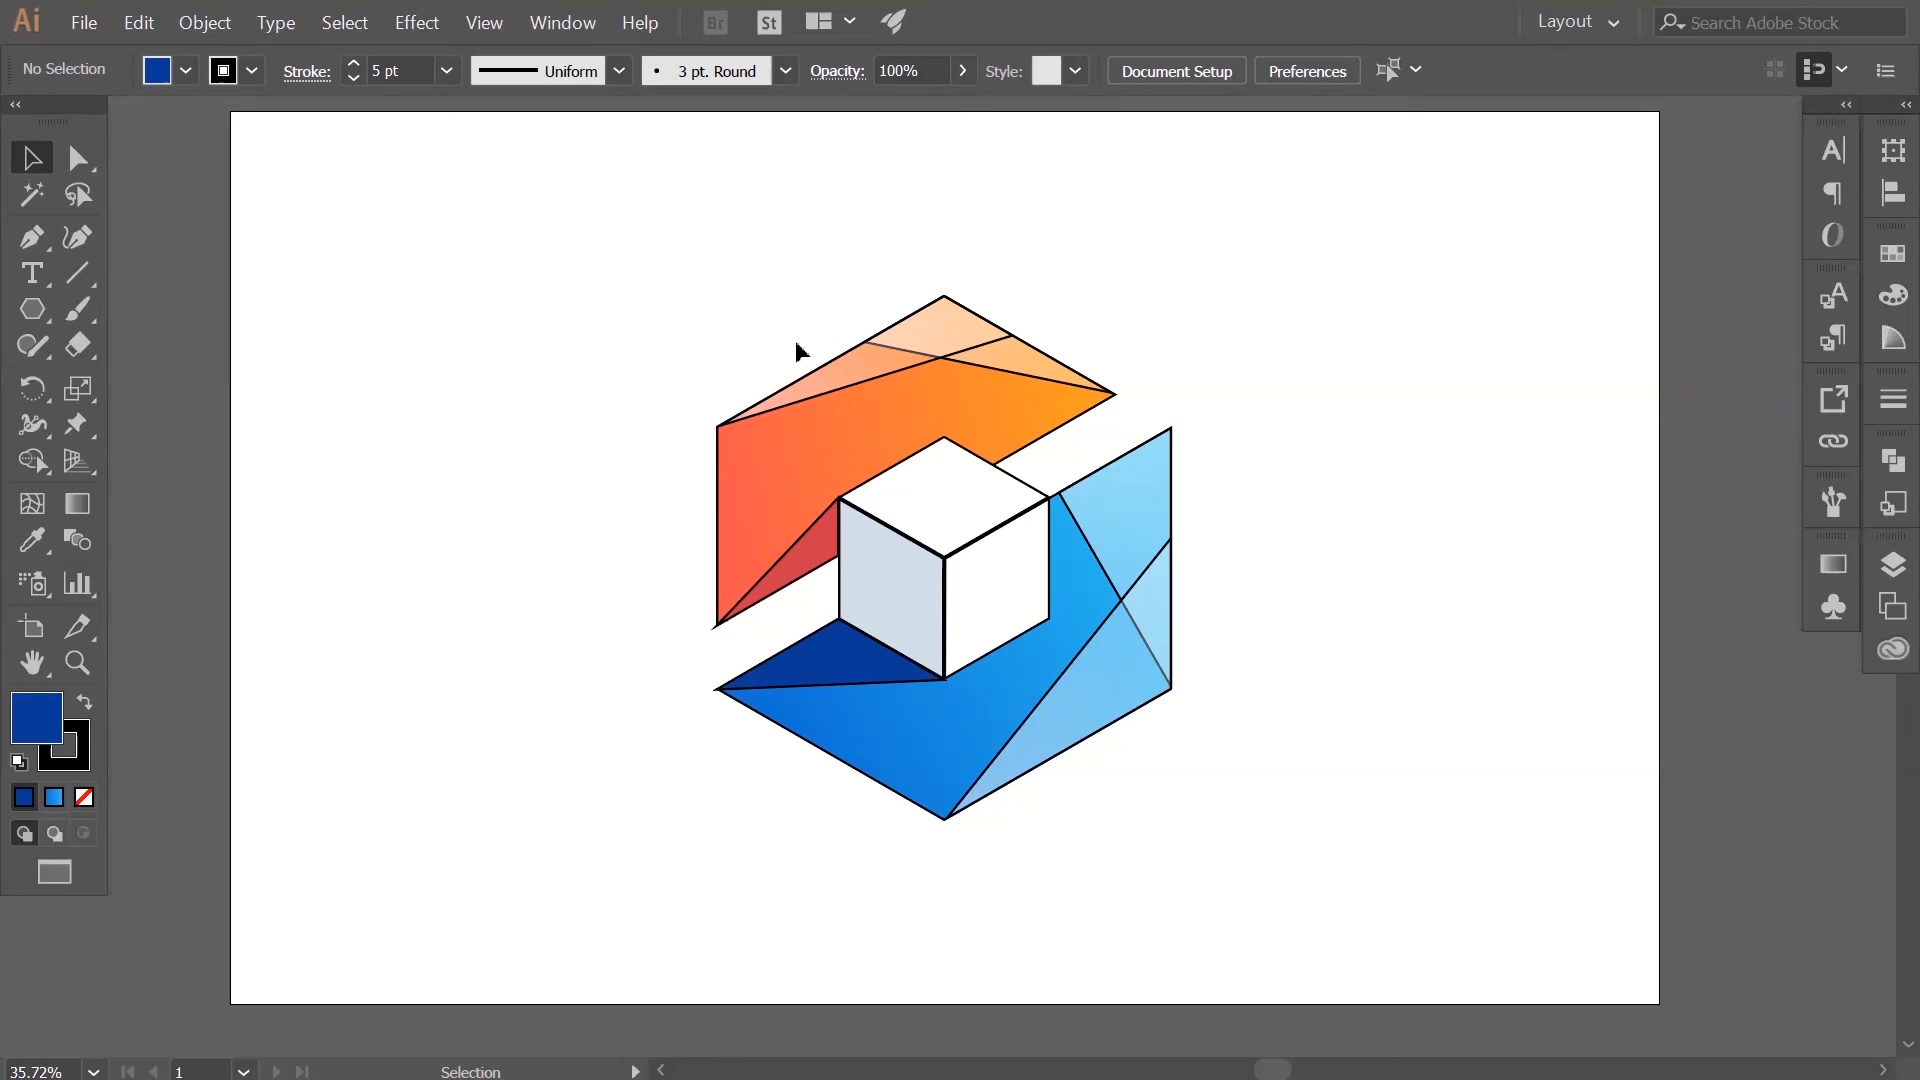 Ai File Edit Object Type Select Effect View Window Help Br St Layout Search Adobe Stock
No Selection Stroke: 5 pt Uniform 3 pt. Round Opacity: 100% Style: Document Setup Preferences
35.72% 1 Selection